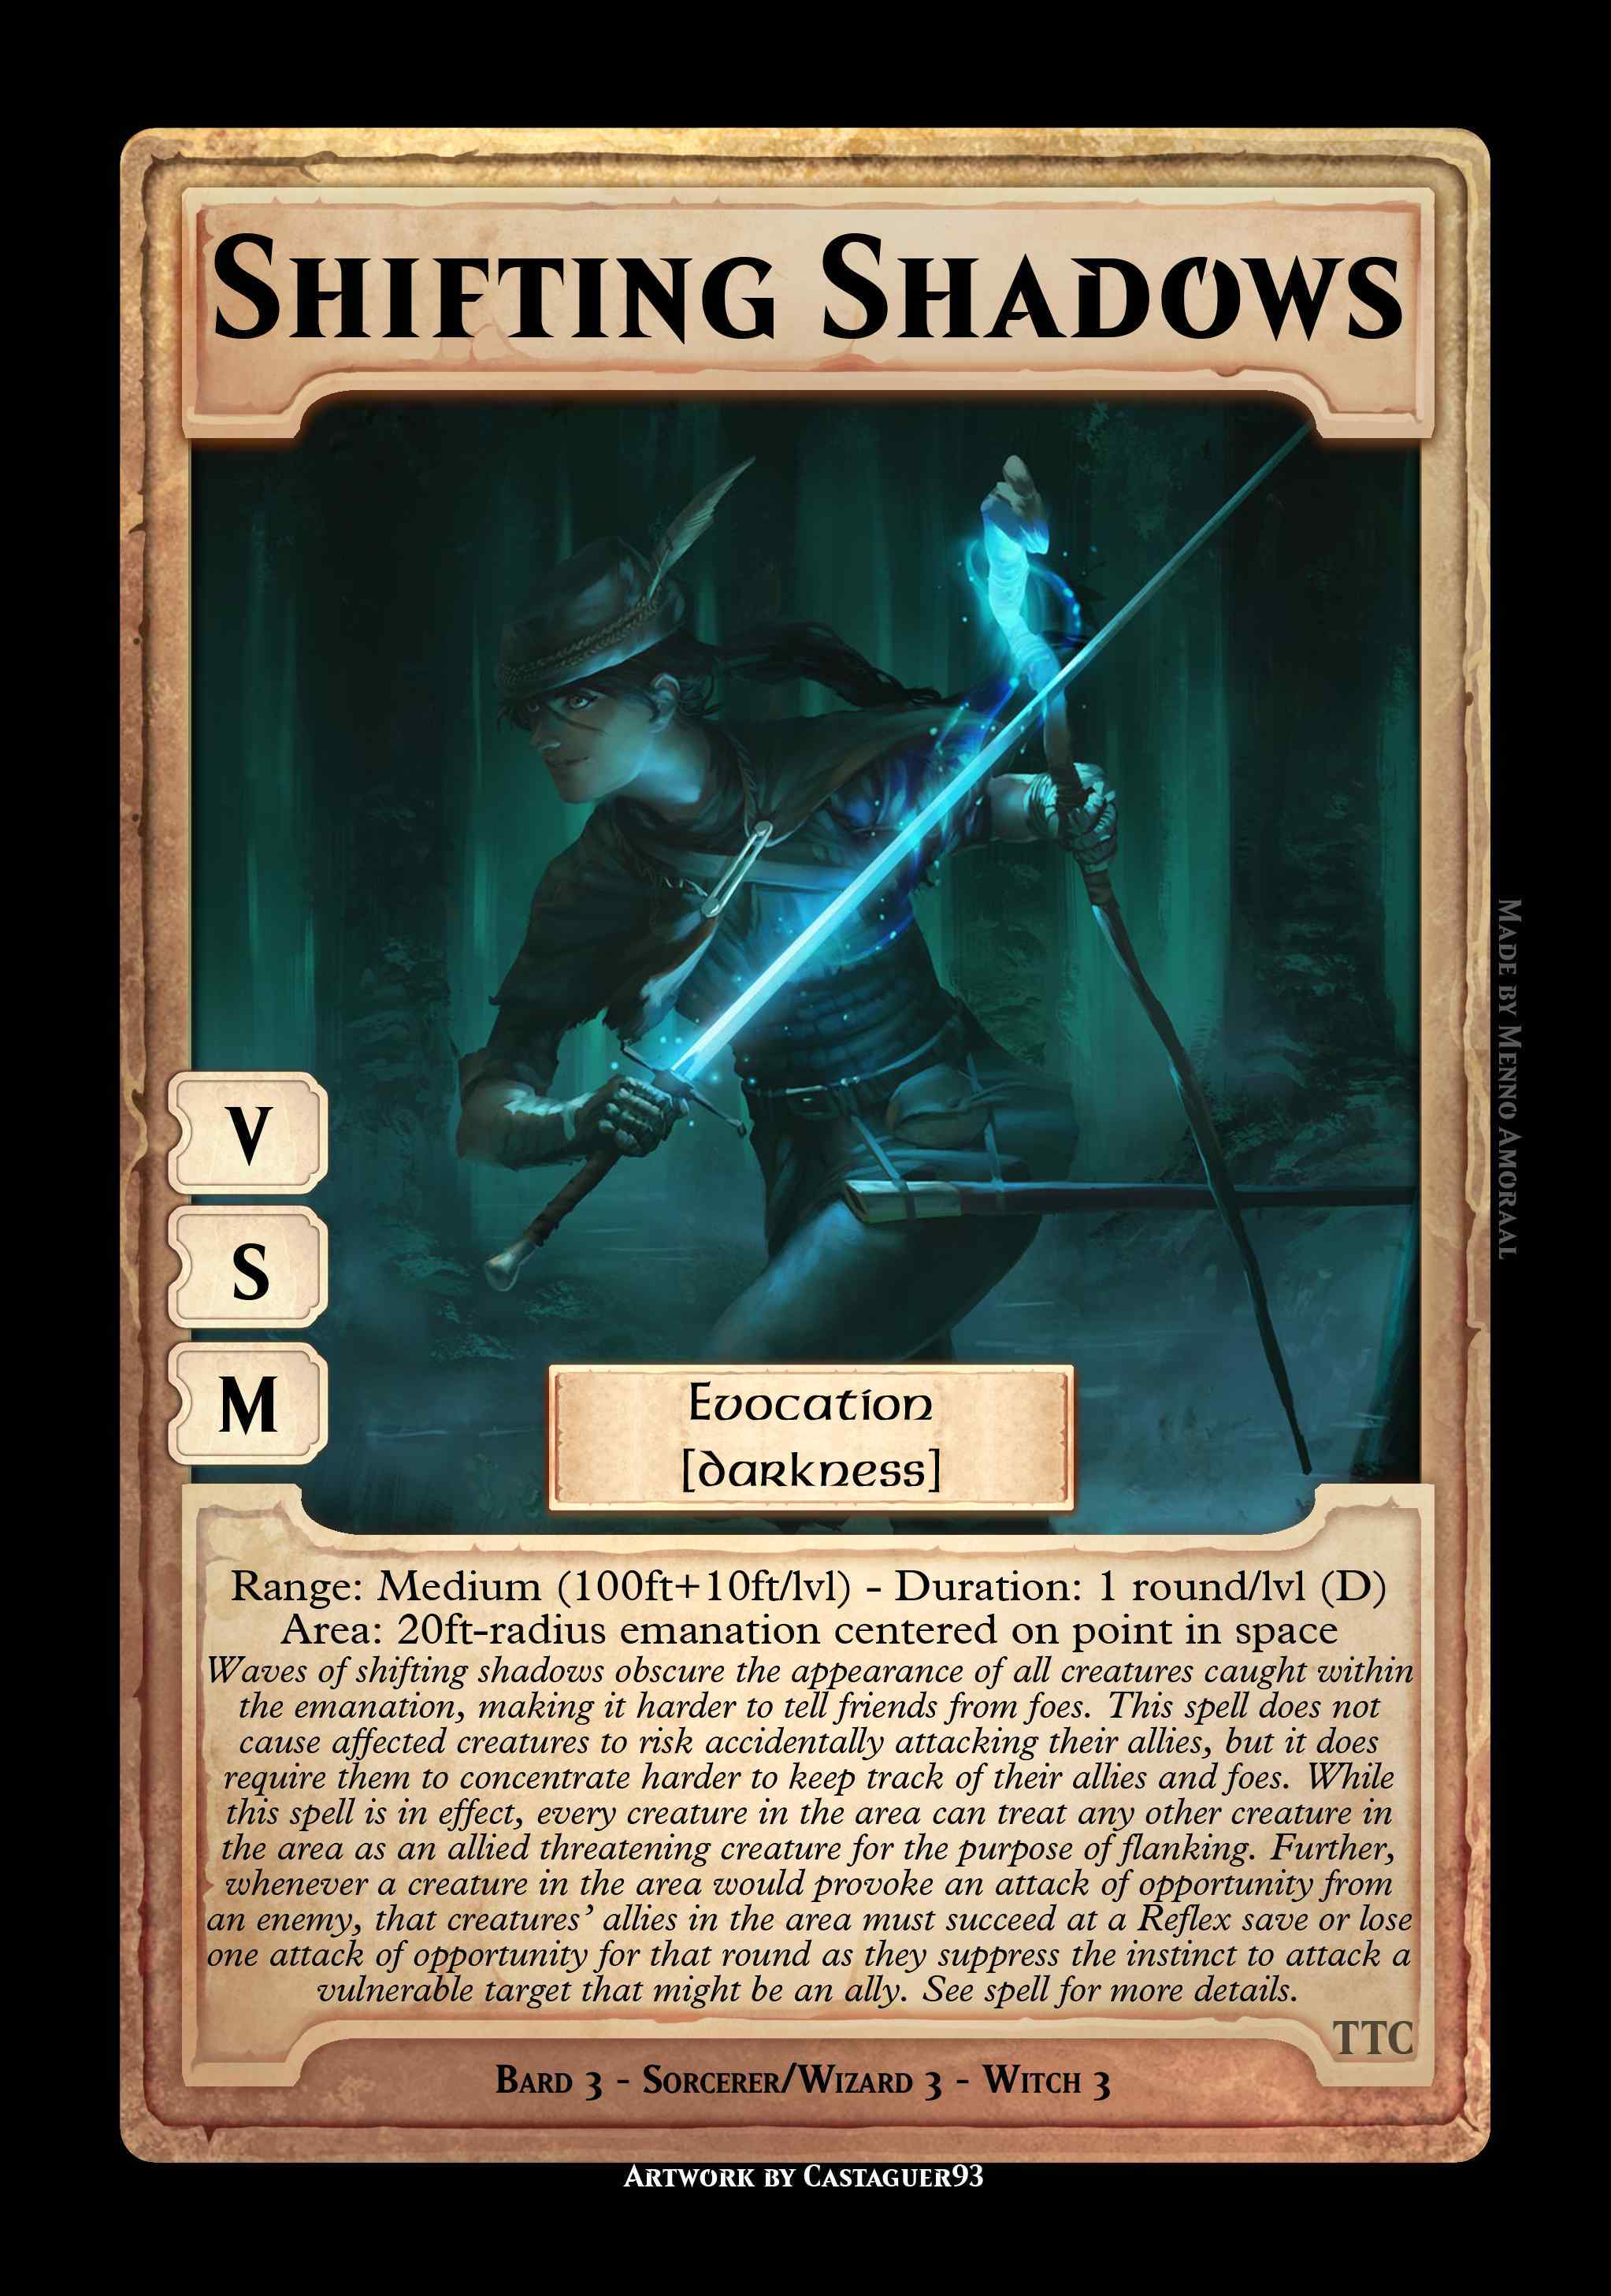 Shifting Shadows
V
S
M
Evocation
[darkness]
Range: Medium (100ft+10ft/lvl) - Duration: 1 round/lvl (D)
Area: 20ft-radius emanation centered on point in space
Waves of shifting shadows obscure the appearance of all creatures caught within
the emanation, making it harder to tell friends from foes. This spell does not
cause affected creatures to risk accidentally attacking their allies, but it does
require them to concentrate harder to keep track of their allies and foes. While
this spell is in effect, every creature in the area can treat any other creature in
the area as an allied threatening creature for the purpose of flanking. Further,
whenever a creature in the area would provoke an attack of opportunity from
an enemy, that creatures’ allies in the area must succeed at a Reflex save or lose
one attack of opportunity for that round as they suppress the instinct to attack a
vulnerable target that might be an ally. See spell for more details.
TTC
Bard 3 - Sorcerer/Wizard 3 - Witch 3
Artwork by Castaguer93
Made by Menno Amoraal